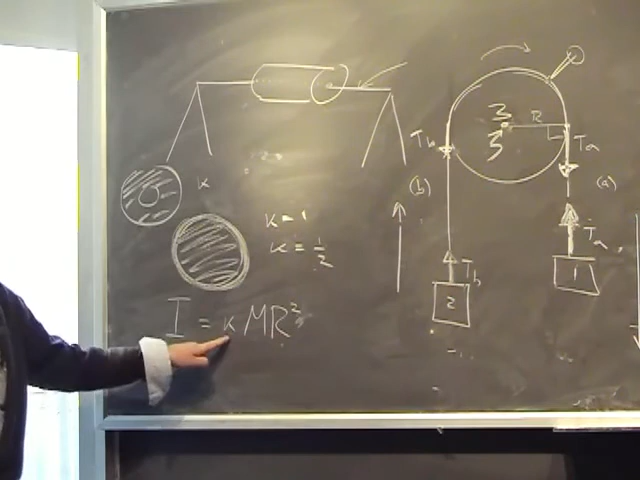 κ
κ = 1
κ = 1/2
I = κ MR²
3
R
T_b
T_a
(b)
(a)
T_b
T_a
2
1